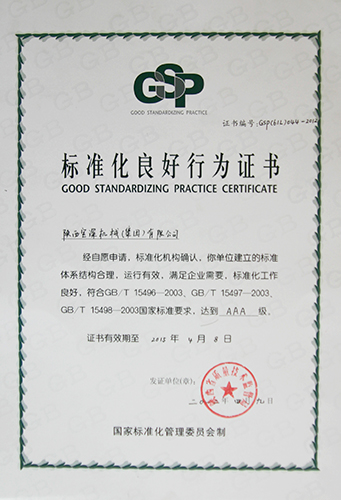 GSP
GOOD STANDARDIZING PRACTICE
证书编号:GSP(612)044-2012
标准化良好行为证书
GOOD STANDARDIZING PRACTICE CERTIFICATE
陕西宝深机械(集团)有限公司
经自愿申请,标准化机构确认,你单位建立的标准
体系结构合理,运行有效,满足企业需要,标准化工作
良好,符合GB/T 15496—2003、GB/T 15497—2003、
GB/T 15498—2003国家标准要求,达到 AAA 级。
证书有效期至 2015 年 4 月 8 日
发证单位(章):
国家标准化管理委员会制